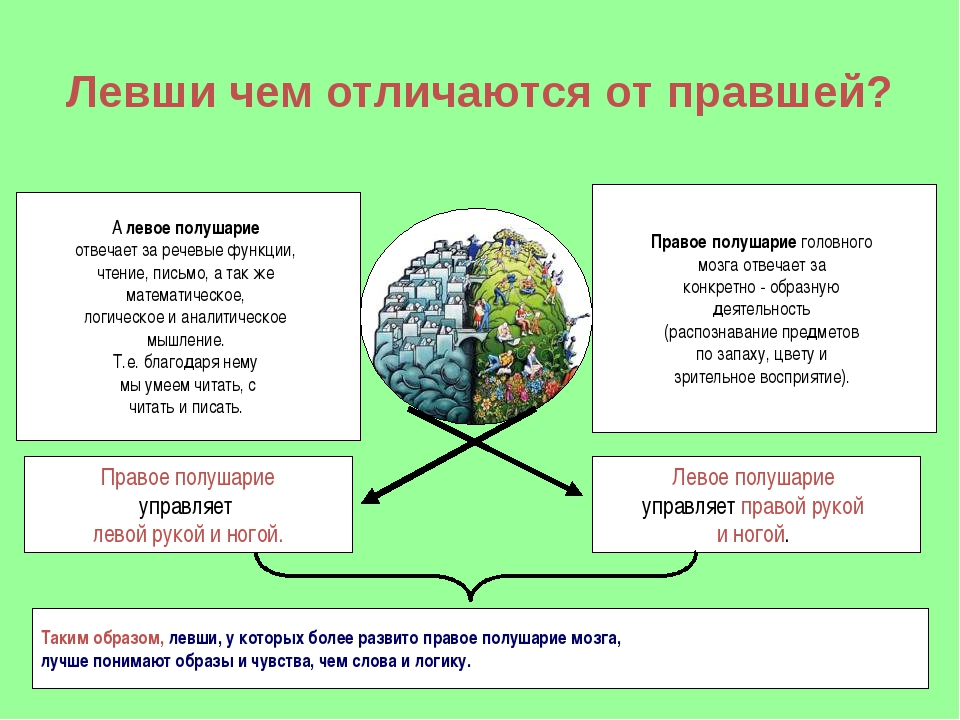 Левши чем отличаются от правшей?
А левое полушарие
отвечает за речевые функции,
чтение, письмо, а так же
математическое,
логическое и аналитическое
мышление.
Т.е. благодаря нему
мы умеем читать, с
читать и писать.
Правое полушарие головного
мозга отвечает за
конкретно - образную
деятельность
(распознавание предметов
по запаху, цвету и
зрительное восприятие).
Правое полушарие
управляет
левой рукой и ногой.
Левое полушарие
управляет правой рукой
и ногой.
Таким образом, левши, у которых более развито правое полушарие мозга,
лучше понимают образы и чувства, чем слова и логику.